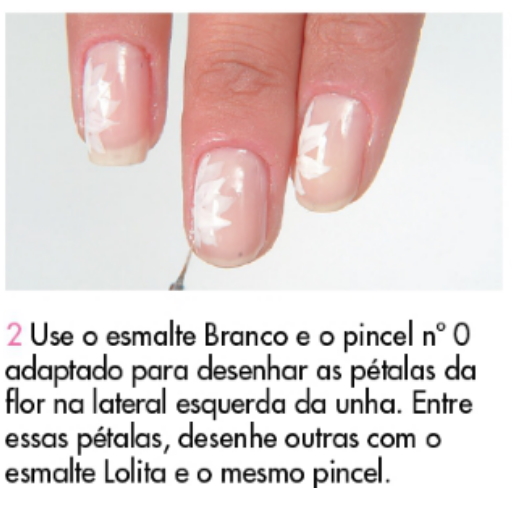 2 Use o esmalte Branco e o pincel nº 0
adaptado para desenhar as pétalas da
flor na lateral esquerda da unha. Entre
essas pétalas, desenhe outras com o
esmalte Lolita e o mesmo pincel.